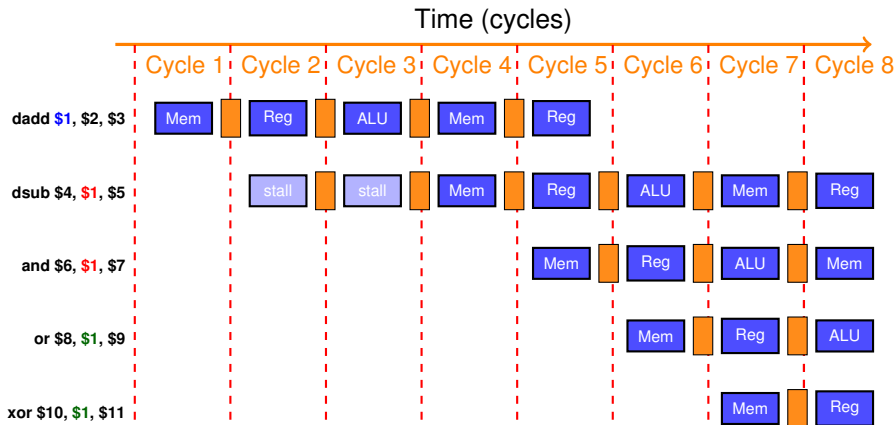 Time (cycles)
Cycle 1 Cycle 2 Cycle 3 Cycle 4 Cycle 5 Cycle 6 Cycle 7 Cycle 8
dadd $1, $2, $3 Mem Reg ALU Mem Reg
dsub $4, $1, $5 stall stall Mem Reg ALU Mem Reg
and $6, $1, $7 Mem Reg ALU Mem
or $8, $1, $9 Mem Reg ALU
xor $10, $1, $11 Mem Reg